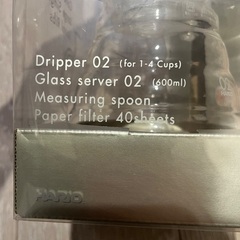 Dripper 02 (for 1-4 Cups)
Glass server 02 (600ml)
Measuring spoon
Paper filter 40sheets
HARIO